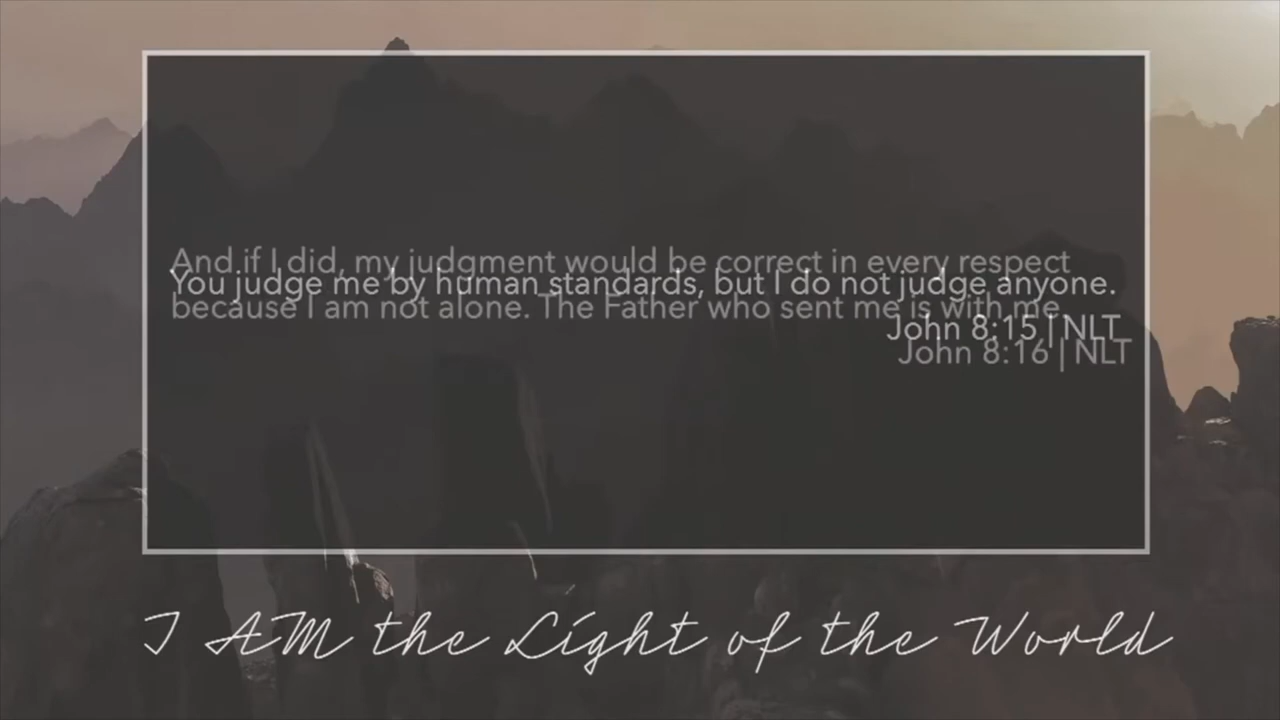 And if I did, my judgment would be correct in every respect
You judge me by human standards, but I do not judge anyone.
because I am not alone. The Father who sent me is with me.
John 8:15 | NLT
John 8:16 | NLT
I AM the Light of the World